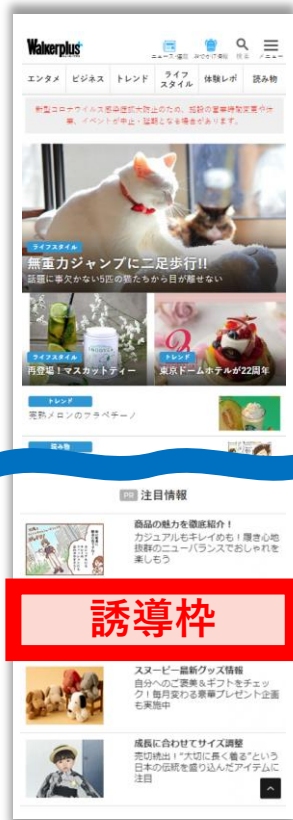 Walkerplus
ニュース・連載 おでかけ情報 検索 メニュー
エンタメ ビジネス トレンド ライフスタイル 体験レポ 読み物
新型コロナウイルス感染症拡大防止のため、施設の営業時間変更や休
業、イベントが中止・延期となる場合があります。
ライフスタイル
無重力ジャンプに二足歩行!!
話題に事欠かない5匹の猫たちから目が離せない
ライフスタイル
再登場！マスカットティー
トレンド
東京ドームホテルが22周年
トレンド
完熟メロンのフラペチーノ
読み物
PR 注目情報
商品の魅力を徹底紹介！
カジュアルもキレイめも！履き心地
抜群のニューバランスでおしゃれを
楽しもう
誘導枠
スヌーピー最新グッズ情報
自分へのご褒美＆ギフトをチェッ
ク！毎月変わる豪華プレゼント企画
も実施中
成長に合わせてサイズ調整
売切続出！"大切に長く着る"という
日本の伝統を盛り込んだアイテムに
注目